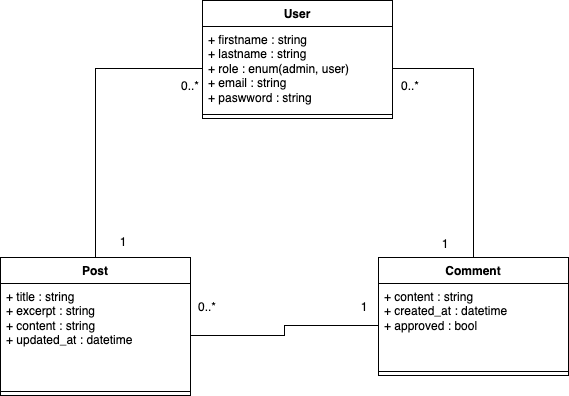 User
+ firstname : string
+ lastname : string
+ role : enum(admin, user)
+ email : string
+ paswword : string
0..*
0..*
1
1
Post
+ title : string
+ excerpt : string
+ content : string
+ updated_at : datetime
0..*
1
Comment
+ content : string
+ created_at : datetime
+ approved : bool